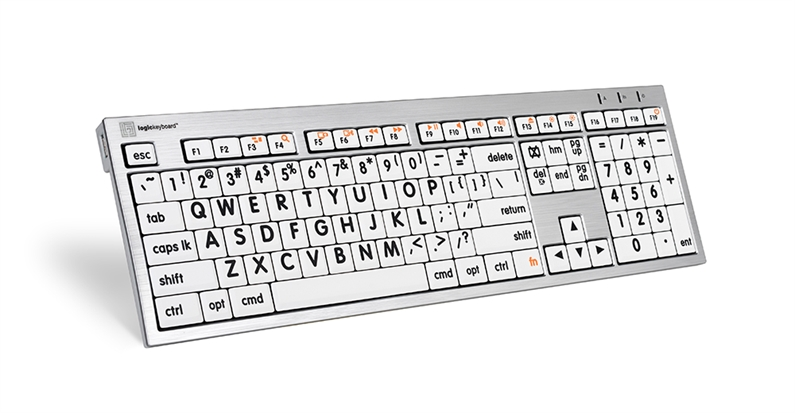 logickeyboard
esc F1 F2 F3 F4 F5 F6 F7 F8 F9 F10 F11 F12 F13 F14 F15 F16 F17 F18 F19
` ~ 1 ! 2 @ 3 # 4 $ 5 % 6 ^ 7 & 8 * 9 ( 0 ) - _ = + delete hm pg up = / * -
tab Q W E R T Y U I O P [ { ] } \ | del end pg dn 7 8 9 +
caps lk A S D F G H J K L ; : ' " return 4 5 6
shift Z X C V B N M , < . > / ? shift ▲ 1 2 3 ent
ctrl opt cmd cmd opt ctrl fn ◀ ▼ ▶ 0 .